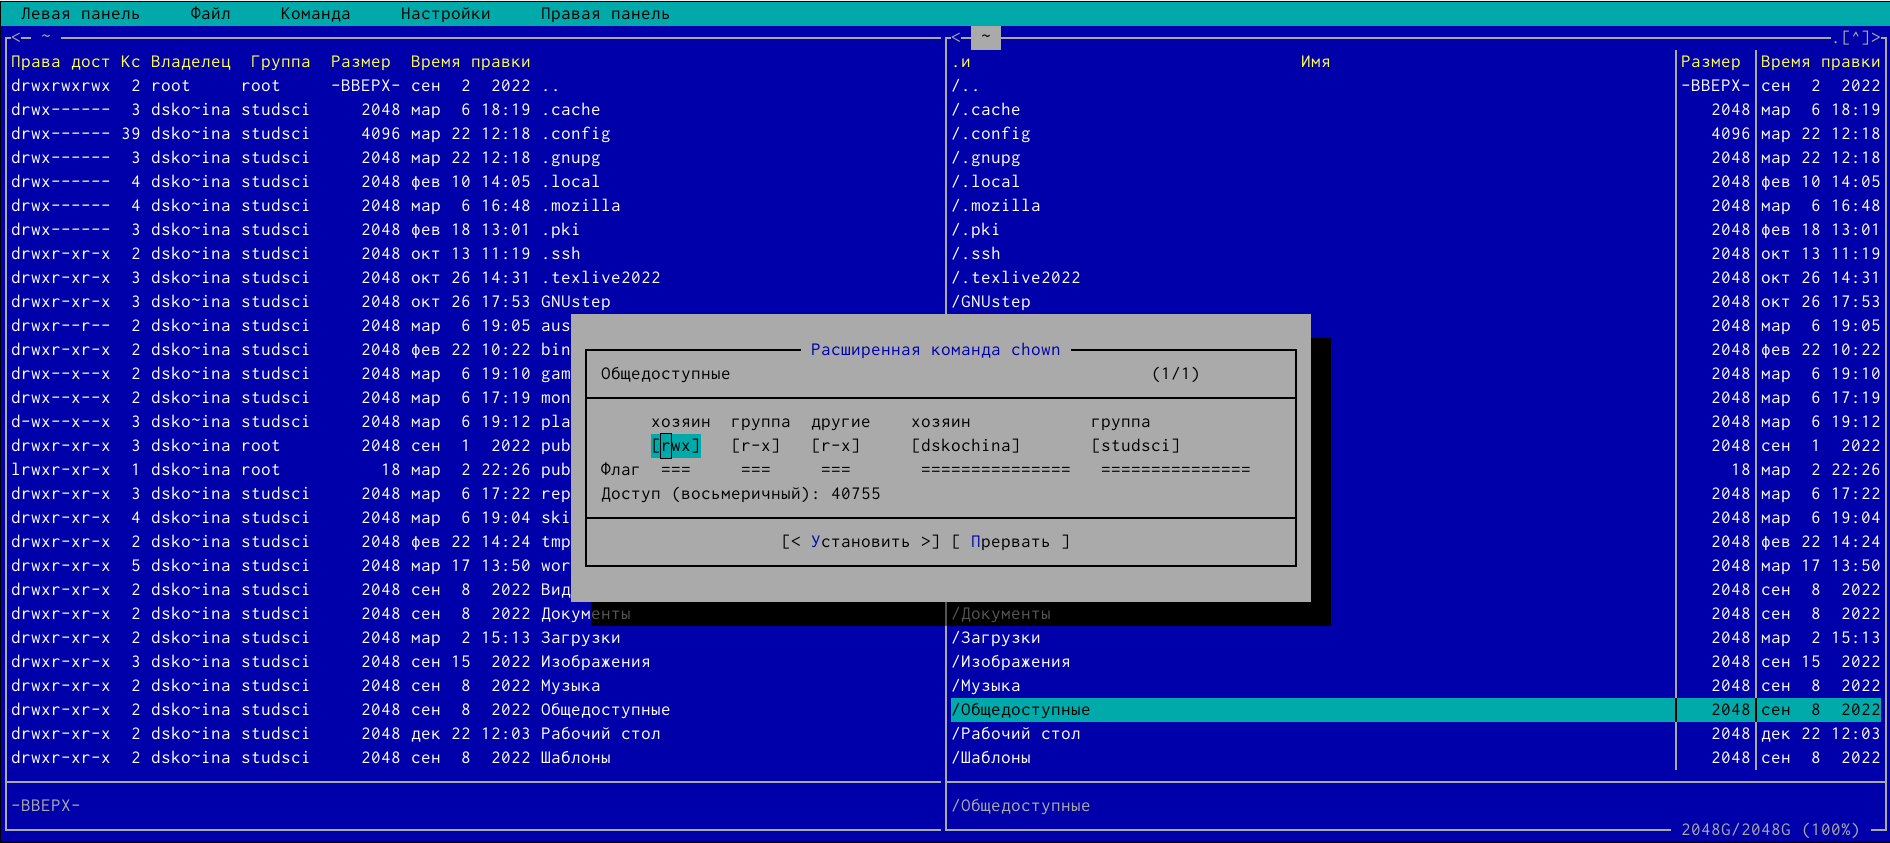 Левая панель Файл Команда Настройки Правая панель
<- ~
Права дост Кс Владелец Группа Размер Время правки
drwxrwxrwx 2 root root -ВВЕРХ- сен 2 2022 ..
drwx------ 3 dsko~ina studsci 2048 мар 6 18:19 .cache
drwx------ 39 dsko~ina studsci 4096 мар 22 12:18 .config
drwx------ 3 dsko~ina studsci 2048 мар 22 12:18 .gnupg
drwx------ 4 dsko~ina studsci 2048 фев 10 14:05 .local
drwx------ 4 dsko~ina studsci 2048 мар 6 16:48 .mozilla
drwx------ 3 dsko~ina studsci 2048 фев 18 13:01 .pki
drwxr-xr-x 2 dsko~ina studsci 2048 окт 13 11:19 .ssh
drwxr-xr-x 3 dsko~ina studsci 2048 окт 26 14:31 .texlive2022
drwxr-xr-x 3 dsko~ina studsci 2048 окт 26 17:53 GNUstep
drwxr--r-- 2 dsko~ina studsci 2048 мар 6 19:05 aus
drwxr-xr-x 2 dsko~ina studsci 2048 фев 22 10:22 bin
drwx--x--x 2 dsko~ina studsci 2048 мар 6 19:10 gam
drwx--x--x 2 dsko~ina studsci 2048 мар 6 17:19 mon
d-wx--x--x 3 dsko~ina studsci 2048 мар 6 19:12 pla
drwxr-xr-x 3 dsko~ina root 2048 сен 1 2022 pub
lrwxr-xr-x 1 dsko~ina root 18 мар 2 22:26 pub
drwxr-xr-x 3 dsko~ina studsci 2048 мар 6 17:22 rep
drwxr-xr-x 4 dsko~ina studsci 2048 мар 6 19:04 ski
drwxr-xr-x 2 dsko~ina studsci 2048 фев 22 14:24 tmp
drwxr-xr-x 5 dsko~ina studsci 2048 мар 17 13:50 wor
drwxr-xr-x 2 dsko~ina studsci 2048 сен 8 2022 Вид
drwxr-xr-x 2 dsko~ina studsci 2048 сен 8 2022 Документы
drwxr-xr-x 2 dsko~ina studsci 2048 мар 2 15:13 Загрузки
drwxr-xr-x 3 dsko~ina studsci 2048 сен 15 2022 Изображения
drwxr-xr-x 2 dsko~ina studsci 2048 сен 8 2022 Музыка
drwxr-xr-x 2 dsko~ina studsci 2048 сен 8 2022 Общедоступные
drwxr-xr-x 2 dsko~ina studsci 2048 дек 22 12:03 Рабочий стол
drwxr-xr-x 2 dsko~ina studsci 2048 сен 8 2022 Шаблоны
-ВВЕРХ-
<- ~ .[^]>
.и Имя Размер Время правки
/.. -ВВЕРХ- сен 2 2022
/.cache 2048 мар 6 18:19
/.config 4096 мар 22 12:18
/.gnupg 2048 мар 22 12:18
/.local 2048 фев 10 14:05
/.mozilla 2048 мар 6 16:48
/.pki 2048 фев 18 13:01
/.ssh 2048 окт 13 11:19
/.texlive2022 2048 окт 26 14:31
/GNUstep 2048 окт 26 17:53
2048 мар 6 19:05
2048 фев 22 10:22
2048 мар 6 19:10
2048 мар 6 17:19
2048 мар 6 19:12
2048 сен 1 2022
18 мар 2 22:26
2048 мар 6 17:22
2048 мар 6 19:04
2048 фев 22 14:24
2048 мар 17 13:50
2048 сен 8 2022
/Документы 2048 сен 8 2022
/Загрузки 2048 мар 2 15:13
/Изображения 2048 сен 15 2022
/Музыка 2048 сен 8 2022
/Общедоступные 2048 сен 8 2022
/Рабочий стол 2048 дек 22 12:03
/Шаблоны 2048 сен 8 2022
/Общедоступные
2048G/2048G (100%)
Расширенная команда chown
Общедоступные (1/1)
хозяин группа другие хозяин группа
[rwx] [r-x] [r-x] [dskochina] [studsci]
Флаг === === === =============== ===============
Доступ (восьмеричный): 40755
[< Установить >] [ Прервать ]